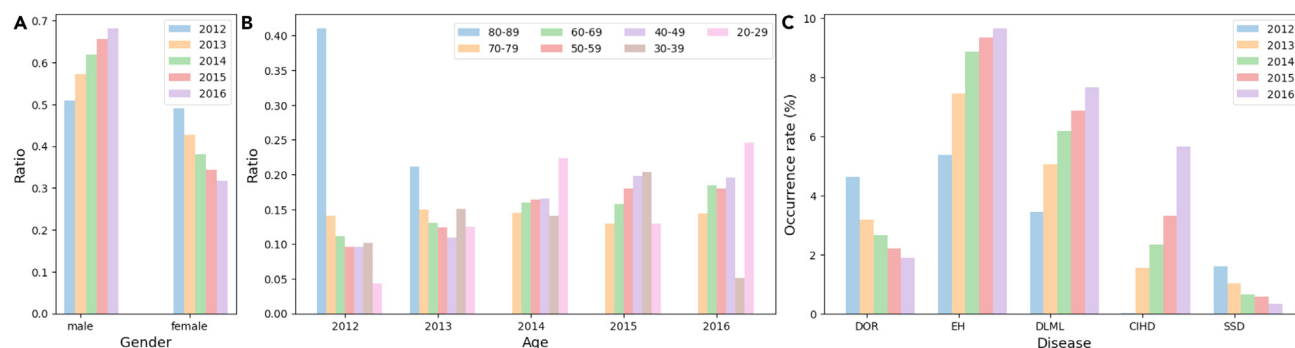 A
0.7
0.6
0.5
0.4
0.3
0.2
0.1
0.0
Ratio
2012
2013
2014
2015
2016
male female
Gender
B
0.40
0.35
0.30
0.25
0.20
0.15
0.10
0.05
0.00
Ratio
80-89 60-69 40-49 20-29
70-79 50-59 30-39
2012 2013 2014 2015 2016
Age
C
10
8
6
4
2
0
Occurrence rate (%)
2012
2013
2014
2015
2016
DOR EH DLML CIHD SSD
Disease